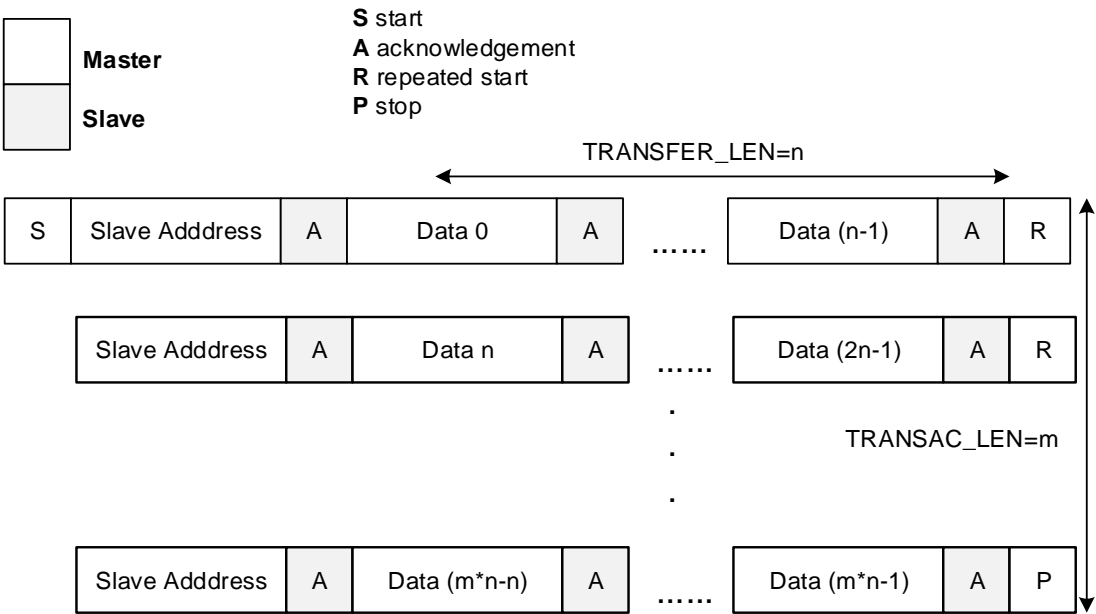 Master
Slave
S start
A acknowledgement
R repeated start
P stop
TRANSFER_LEN=n
S Slave Adddress A Data 0 A ...... Data (n-1) A R
Slave Adddress A Data n A ...... Data (2n-1) A R
.
.
.
TRANSAC_LEN=m
Slave Adddress A Data (m*n-n) A ...... Data (m*n-1) A P